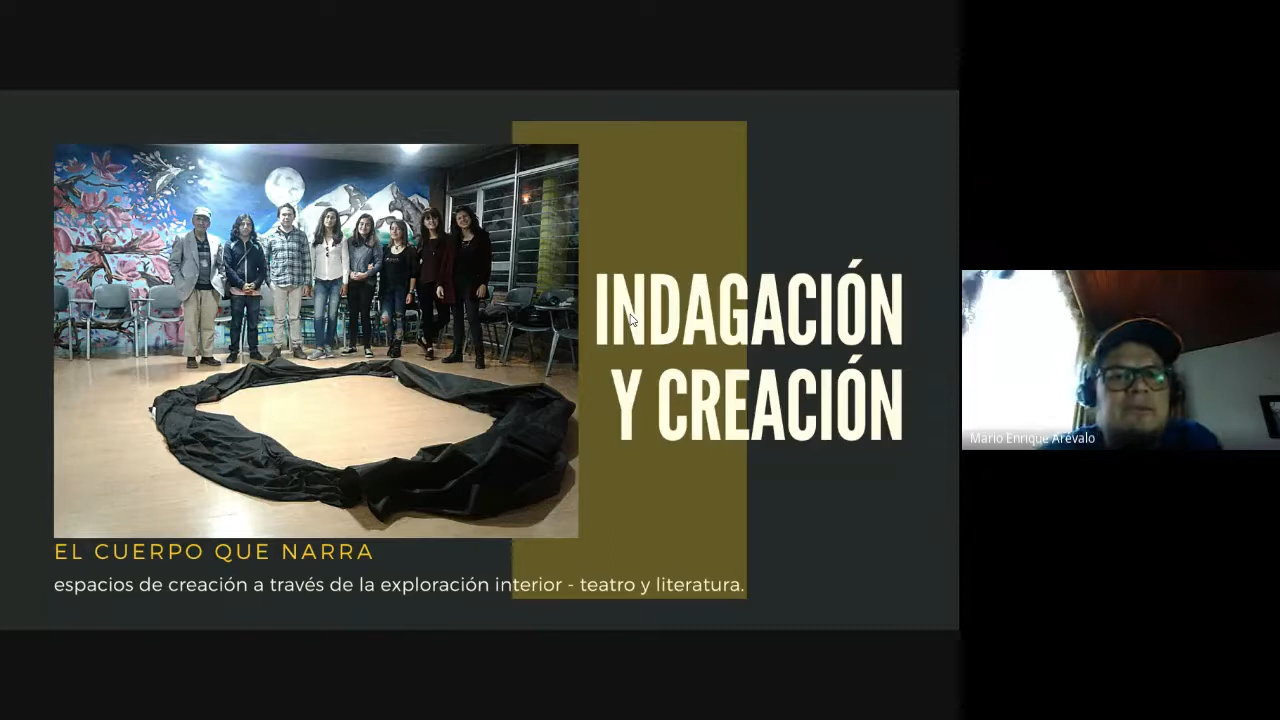 INDAGACIÓN
Y CREACIÓN
EL CUERPO QUE NARRA
espacios de creación a través de la exploración interior - teatro y literatura.
Mario Enrique Arévalo